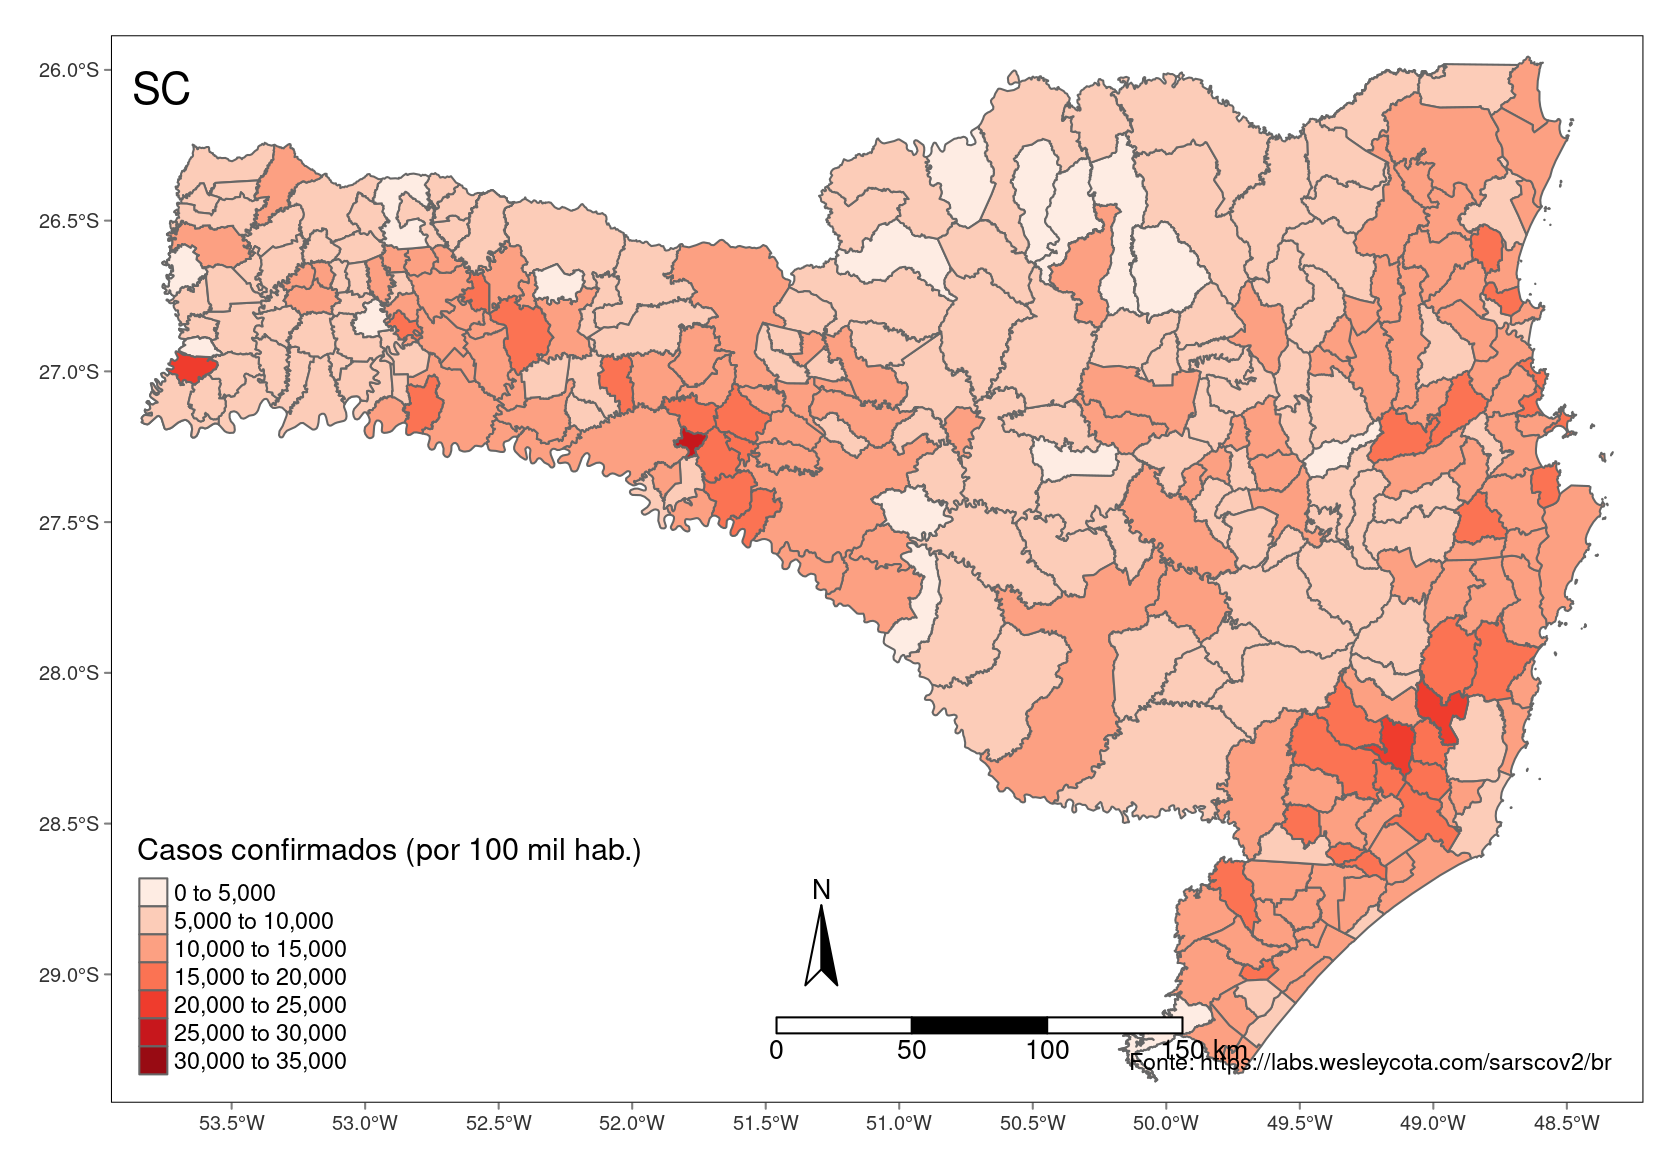 SC
26.0°S
26.5°S
27.0°S
27.5°S
28.0°S
28.5°S
29.0°S
Casos confirmados (por 100 mil hab.)
0 to 5,000
5,000 to 10,000
10,000 to 15,000
15,000 to 20,000
20,000 to 25,000
25,000 to 30,000
30,000 to 35,000
N
0 50 100 150 km
Fonte: https://labs.wesleycota.com/sarscov2/br
53.5°W 53.0°W 52.5°W 52.0°W 51.5°W 51.0°W 50.5°W 50.0°W 49.5°W 49.0°W 48.5°W